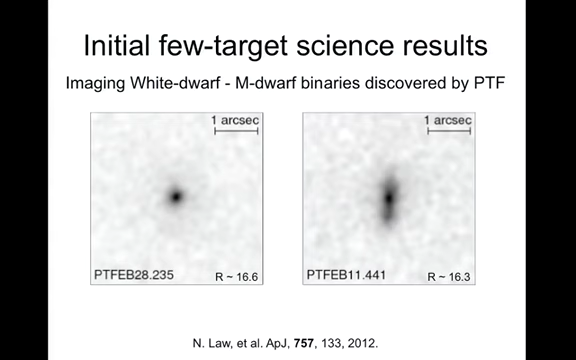 Initial few-target science results
Imaging White-dwarf - M-dwarf binaries discovered by PTF
1 arcsec
PTFEB28.235
R ~ 16.6
1 arcsec
PTFEB11.441
R ~ 16.3
N. Law, et al. ApJ, 757, 133, 2012.